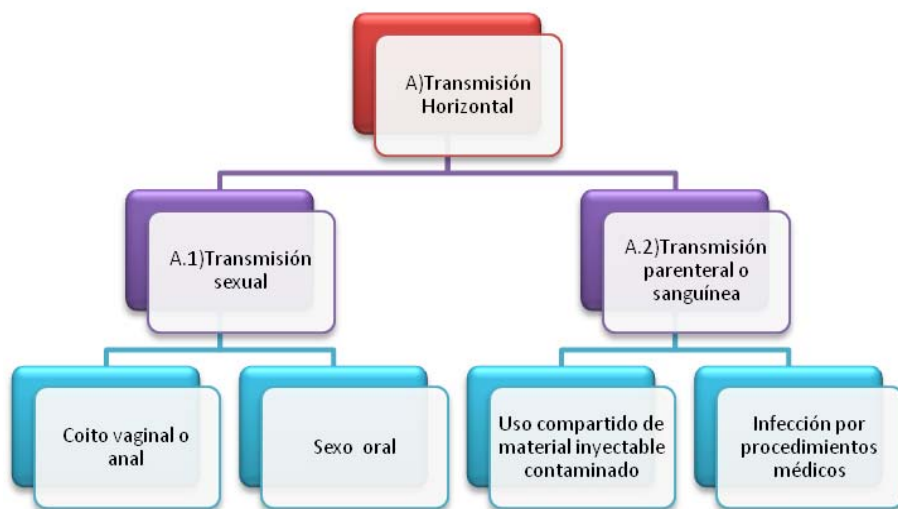 A)Transmisión
Horizontal
A.1)Transmisión
sexual
A.2)Transmisión
parenteral o
sanguínea
Coito vaginal o
anal
Sexo oral
Uso compartido de
material inyectable
contaminado
Infección por
procedimientos
médicos